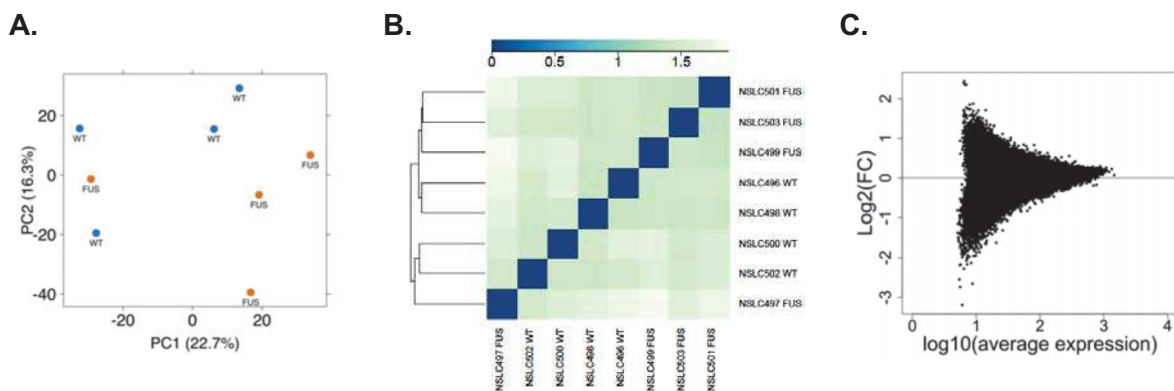 A.
B.
C.
20
0
-20
-40
PC2 (16.3%)
WT
WT
WT
FUS
FUS
FUS
WT
FUS
-20
0
20
PC1 (22.7%)
0
0.5
1
1.5
NSLC501 FUS
NSLC503 FUS
NSLC499 FUS
NSLC496 WT
NSLC498 WT
NSLC500 WT
NSLC502 WT
NSLC497 FUS
NSLC497 FUS
NSLC502 WT
NSLC500 WT
NSLC498 WT
NSLC496 WT
NSLC499 FUS
NSLC503 FUS
NSLC501 FUS
Log2(FC)
2
1
0
-1
-2
-3
0
1
2
3
4
log10(average expression)